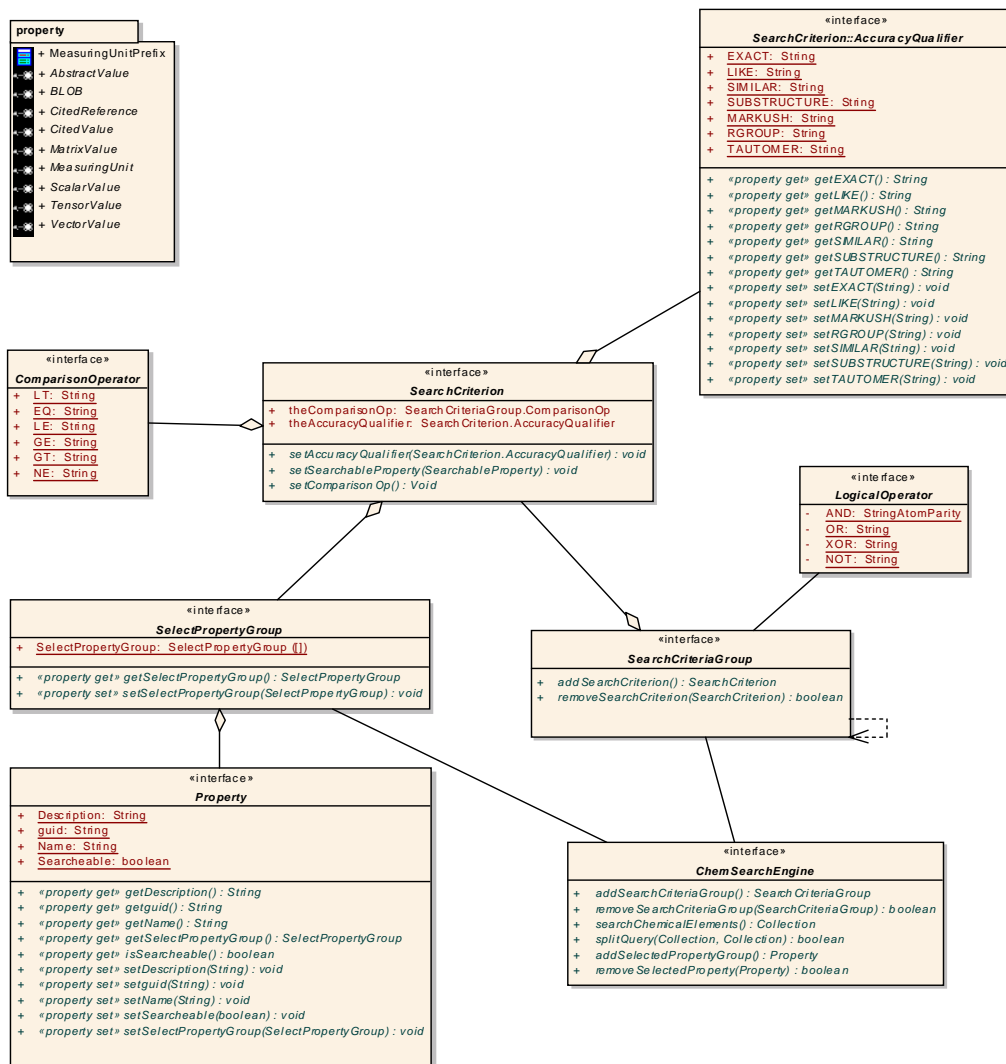 property
+ MeasuringUnitPrefix
+ AbstractValue
+ BLOB
+ CitedReference
+ CitedValue
+ MatrixValue
+ MeasuringUnit
+ ScalarValue
+ TensorValue
+ VectorValue
«interface»
SearchCriterion::AccuracyQualifier
+ EXACT: String
+ LIKE: String
+ SIMILAR: String
+ SUBSTRUCTURE: String
+ MARKUSH: String
+ RGROUP: String
+ TAUTOMER: String
+ «property get» getEXACT() : String
+ «property get» getLIKE() : String
+ «property get» getMARKUSH() : String
+ «property get» getRGROUP() : String
+ «property get» getSIMILAR() : String
+ «property get» getSUBSTRUCTURE() : String
+ «property get» getTAUTOMER() : String
+ «property set» setEXACT(String) : void
+ «property set» setLIKE(String) : void
+ «property set» setMARKUSH(String) : void
+ «property set» setRGROUP(String) : void
+ «property set» setSIMILAR(String) : void
+ «property set» setSUBSTRUCTURE(String) : void
+ «property set» setTAUTOMER(String) : void
«interface»
ComparisonOperator
+ LT: String
+ EQ: String
+ LE: String
+ GE: String
+ GT: String
+ NE: String
«interface»
SearchCriterion
+ theComparisonOp: SearchCriteriaGroup.ComparisonOp
+ theAccuracyQualifier: SearchCriterion.AccuracyQualifier
+ setAccuracyQualifier(SearchCriterion.AccuracyQualifier) : void
+ setSearchableProperty(SearchableProperty) : void
+ setComparisonOp() : Void
«interface»
LogicalOperator
- AND: StringAtomParity
- OR: String
- XOR: String
- NOT: String
«interface»
SelectPropertyGroup
+ SelectPropertyGroup: SelectPropertyGroup ([])
+ «property get» getSelectPropertyGroup() : SelectPropertyGroup
+ «property set» setSelectPropertyGroup(SelectPropertyGroup) : void
«interface»
SearchCriteriaGroup
+ addSearchCriterion() : SearchCriterion
+ removeSearchCriterion(SearchCriterion) : boolean
«interface»
Property
+ Description: String
+ guid: String
+ Name: String
+ Searcheable: boolean
+ «property get» getDescription() : String
+ «property get» getguid() : String
+ «property get» getName() : String
+ «property get» getSelectPropertyGroup() : SelectPropertyGroup
+ «property get» isSearcheable() : boolean
+ «property set» setDescription(String) : void
+ «property set» setguid(String) : void
+ «property set» setName(String) : void
+ «property set» setSearcheable(boolean) : void
+ «property set» setSelectPropertyGroup(SelectPropertyGroup) : void
«interface»
ChemSearchEngine
+ addSearchCriteriaGroup() : SearchCriteriaGroup
+ removeSearchCriteriaGroup(SearchCriteriaGroup) : boolean
+ searchChemicalElements() : Collection
+ splitQuery(Collection, Collection) : boolean
+ addSelectedPropertyGroup() : Property
+ removeSelectedProperty(Property) : boolean